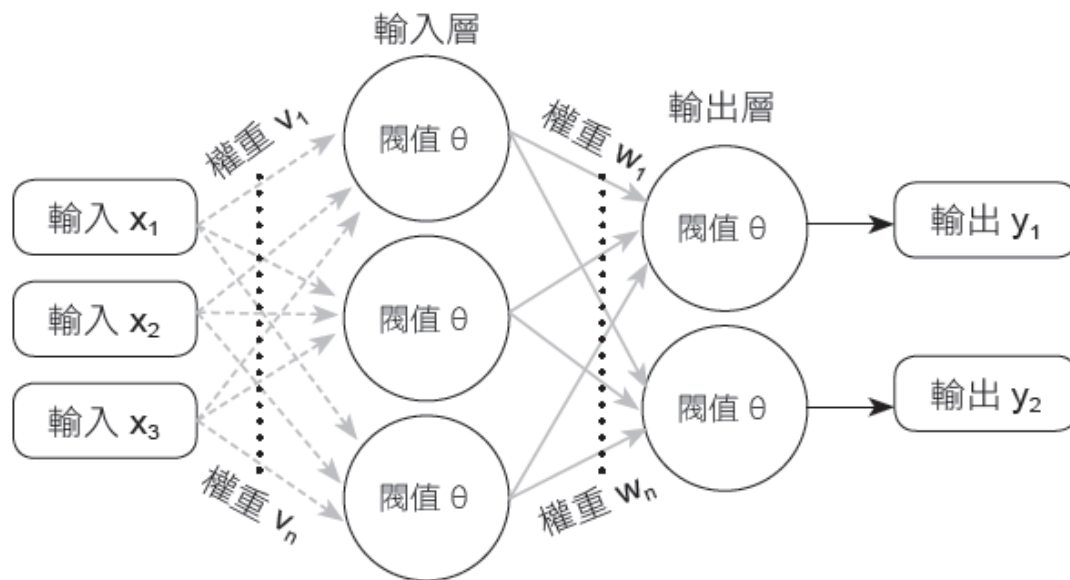 輸入層
輸出層
權重 v₁
權重 w₁
閥值 θ
閥值 θ
輸入 x₁
輸出 y₁
輸入 x₂
閥值 θ
輸入 x₃
閥值 θ
輸出 y₂
權重 vₙ
閥值 θ
權重 wₙ